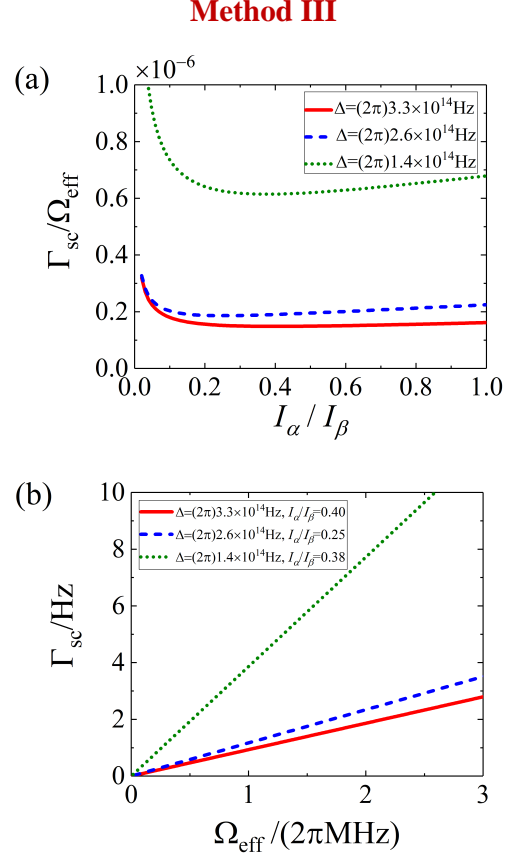 Method III
(a)
×10⁻⁶
1.0
0.8
0.6
0.4
0.2
0.0
Γsc/Ωeff
Δ=(2π)3.3×10¹⁴Hz
Δ=(2π)2.6×10¹⁴Hz
Δ=(2π)1.4×10¹⁴Hz
0.0 0.2 0.4 0.6 0.8 1.0
Iα / Iβ
(b)
10
8
6
4
2
0
Γsc/Hz
Δ=(2π)3.3×10¹⁴Hz, Iα/Iβ=0.40
Δ=(2π)2.6×10¹⁴Hz, Iα/Iβ=0.25
Δ=(2π)1.4×10¹⁴Hz, Iα/Iβ=0.38
0 1 2 3
Ωeff /(2πMHz)